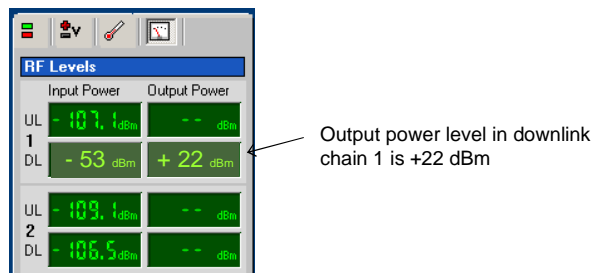 RF Levels
Input Power Output Power
UL - 107.1 dBm -- dBm
1
DL - 53 dBm + 22 dBm
UL - 109.1 dBm -- dBm
2
DL - 106.5 dBm -- dBm
Output power level in downlink
chain 1 is +22 dBm